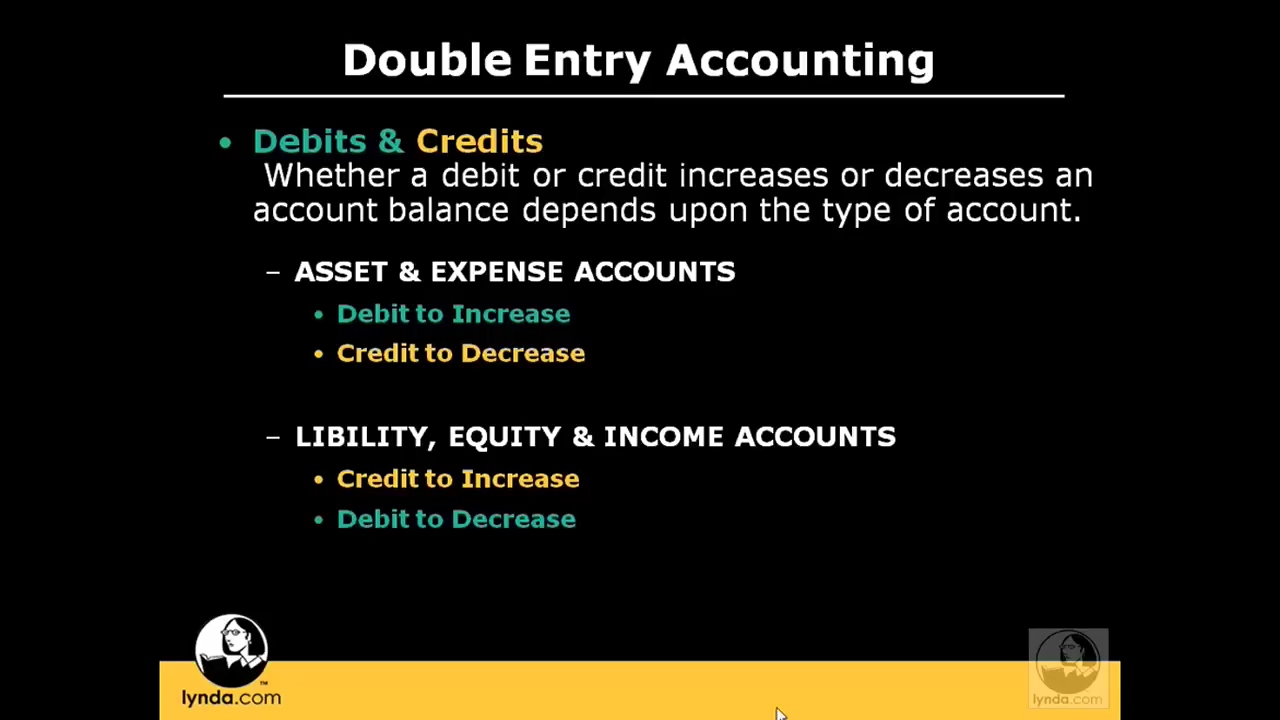 Double Entry Accounting
• Debits & Credits
Whether a debit or credit increases or decreases an
account balance depends upon the type of account.
– ASSET & EXPENSE ACCOUNTS
• Debit to Increase
• Credit to Decrease
– LIBILITY, EQUITY & INCOME ACCOUNTS
• Credit to Increase
• Debit to Decrease
lynda.com™
lynda.com